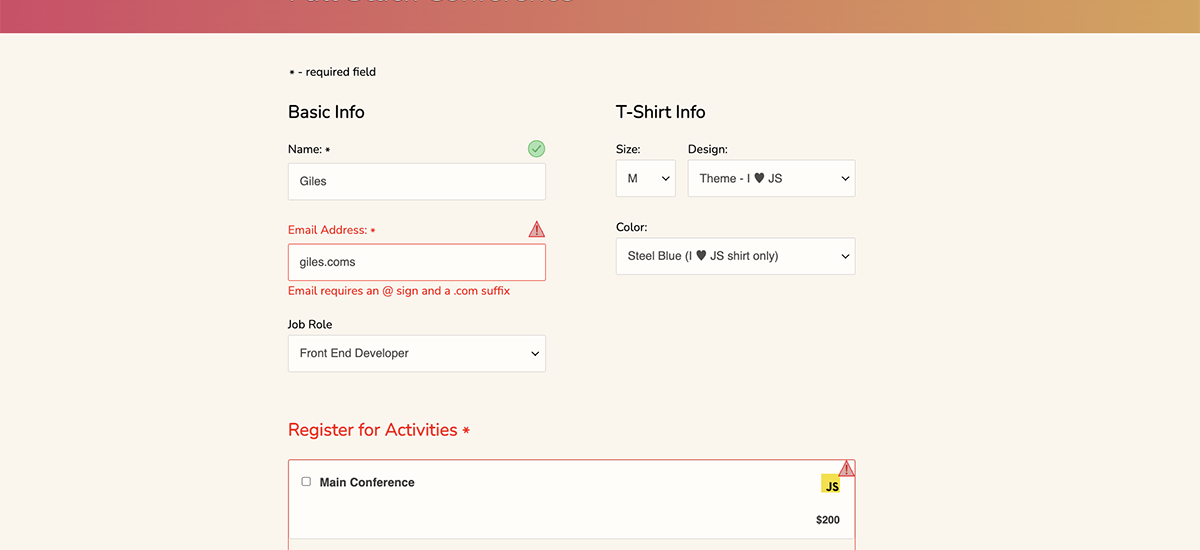 * - required field
Basic Info
Name: *
Giles
Email Address: *
giles.coms
Email requires an @ sign and a .com suffix
Job Role
Front End Developer
T-Shirt Info
Size:
Design:
M
Theme - I ♥ JS
Color:
Steel Blue (I ♥ JS shirt only)
Register for Activities *
Main Conference
JS
$200